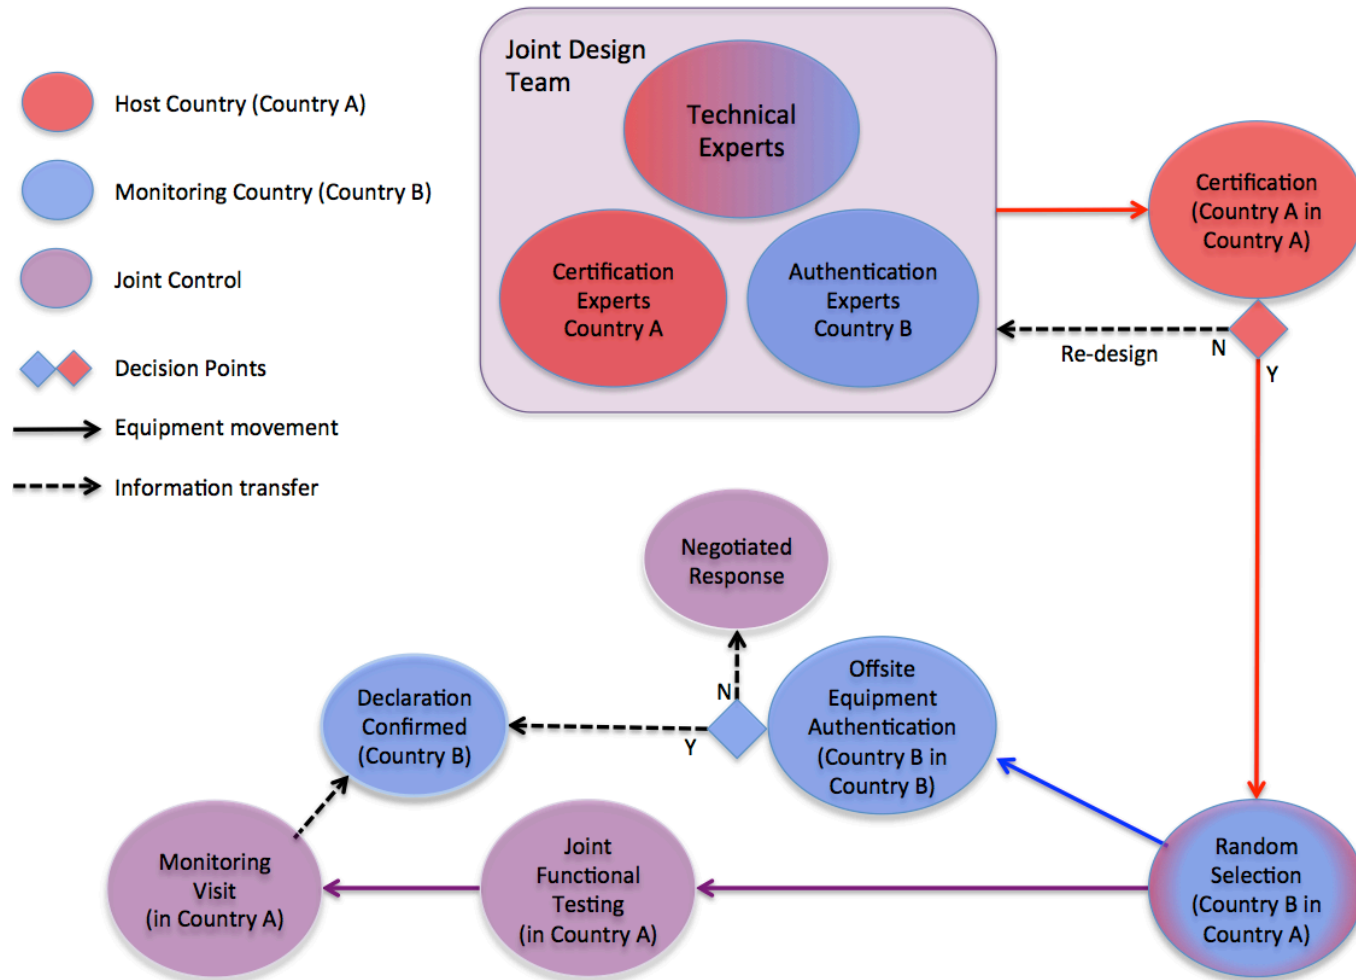 Host Country (Country A)
Monitoring Country (Country B)
Joint Control
Decision Points
Equipment movement
Information transfer
Joint Design
Team
Technical
Experts
Certification
Experts
Country A
Authentication
Experts
Country B
Certification
(Country A in
Country A)
N
Re-design
Y
Negotiated
Response
N
Y
Declaration
Confirmed
(Country B)
Offsite
Equipment
Authentication
(Country B in
Country B)
Monitoring
Visit
(in Country A)
Joint
Functional
Testing
(in Country A)
Random
Selection
(Country B in
Country A)